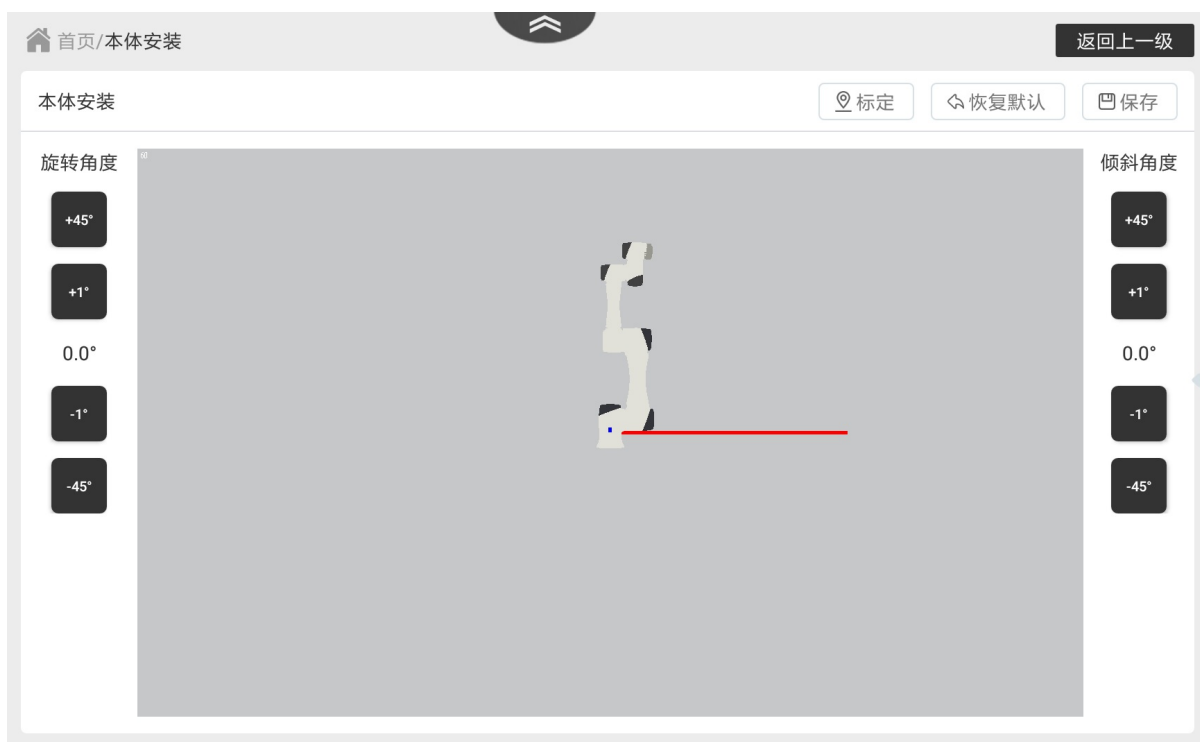 首页/本体安装
返回上一级
本体安装
标定
恢复默认
保存
旋转角度
+45°
+1°
0.0°
-1°
-45°
60
倾斜角度
+45°
+1°
0.0°
-1°
-45°